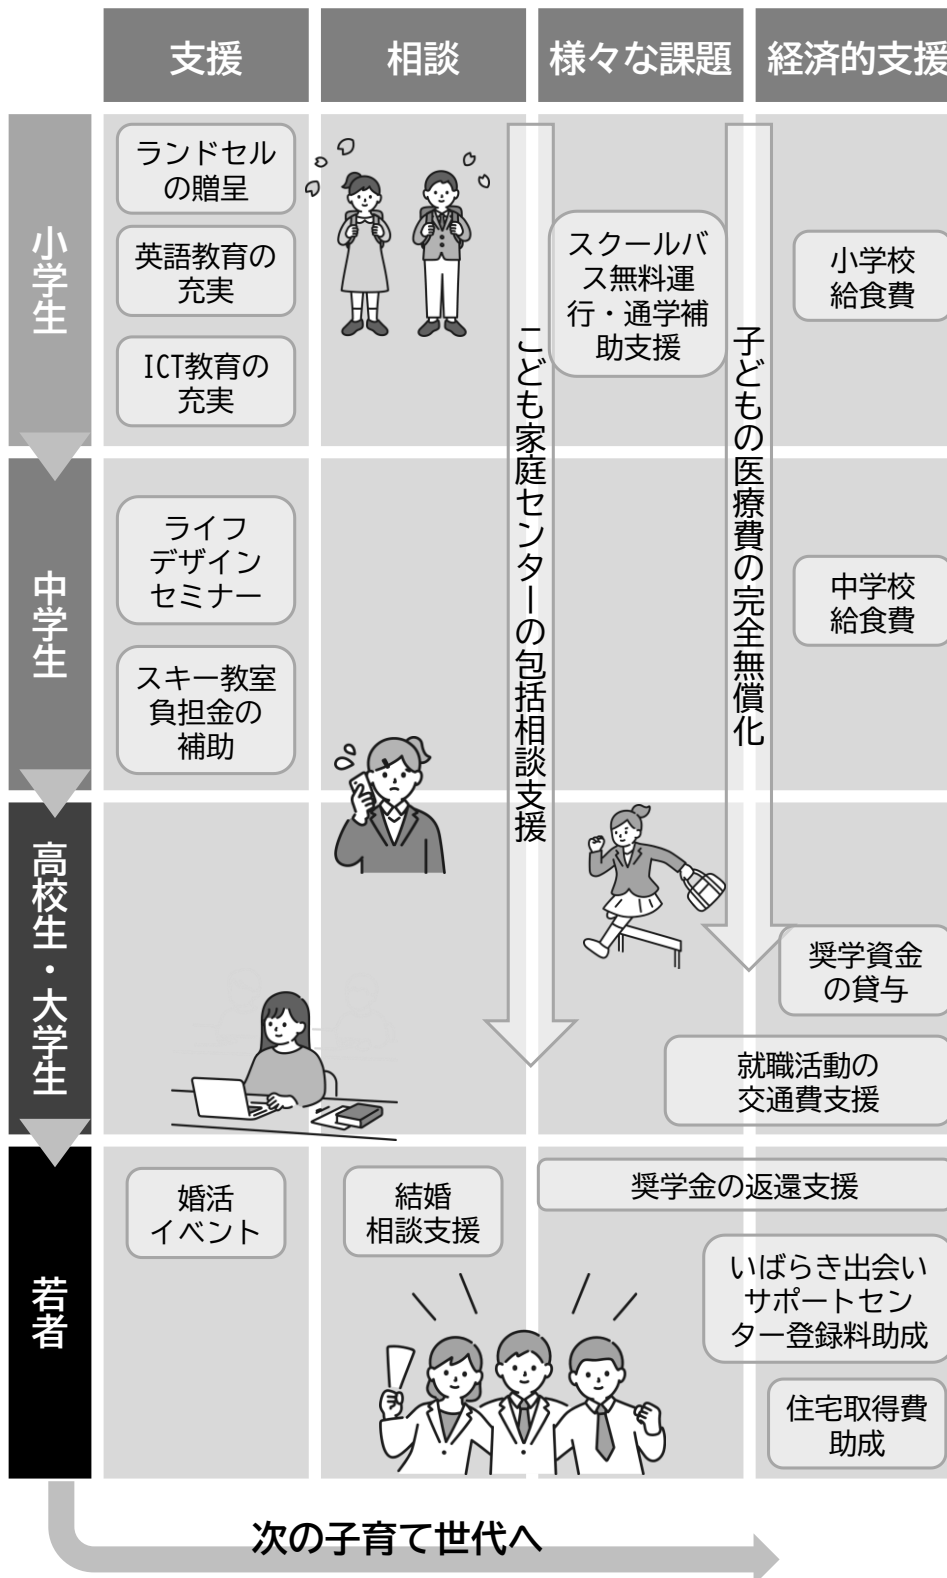 支援
相談
様々な課題
経済的支援
小学生
ランドセル
の贈呈
英語教育の
充実
ICT教育の
充実
こども家庭センターの包括相談支援
スクールバ
ス無料運
行・通学補
助支援
子どもの医療費の完全無償化
小学校
給食費
中学生
ライフ
デザイン
セミナー
スキー教室
負担金の
補助
中学校
給食費
高校生・大学生
奨学資金
の貸与
就職活動の
交通費支援
若者
婚活
イベント
結婚
相談支援
奨学金の返還支援
いばらき出会い
サポートセン
ター登録料助成
住宅取得費
助成
次の子育て世代へ